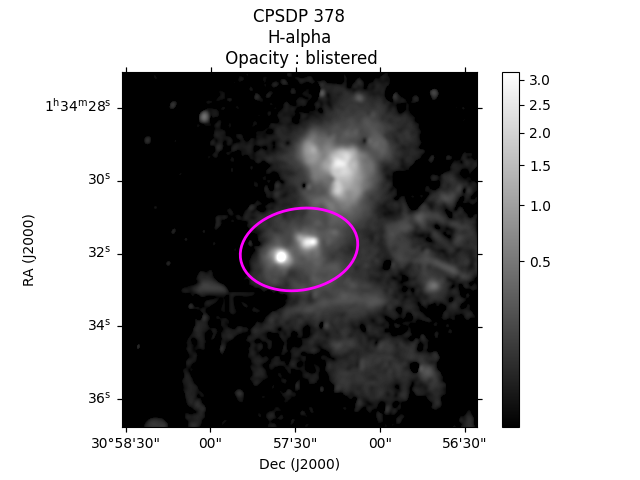 CPSDP 378
H-alpha
Opacity : blistered
1ʰ34ᵐ28ˢ
30ˢ
32ˢ
34ˢ
36ˢ
RA (J2000)
30°58'30" 00" 57'30" 00" 56'30"
Dec (J2000)
3.0
2.5
2.0
1.5
1.0
0.5